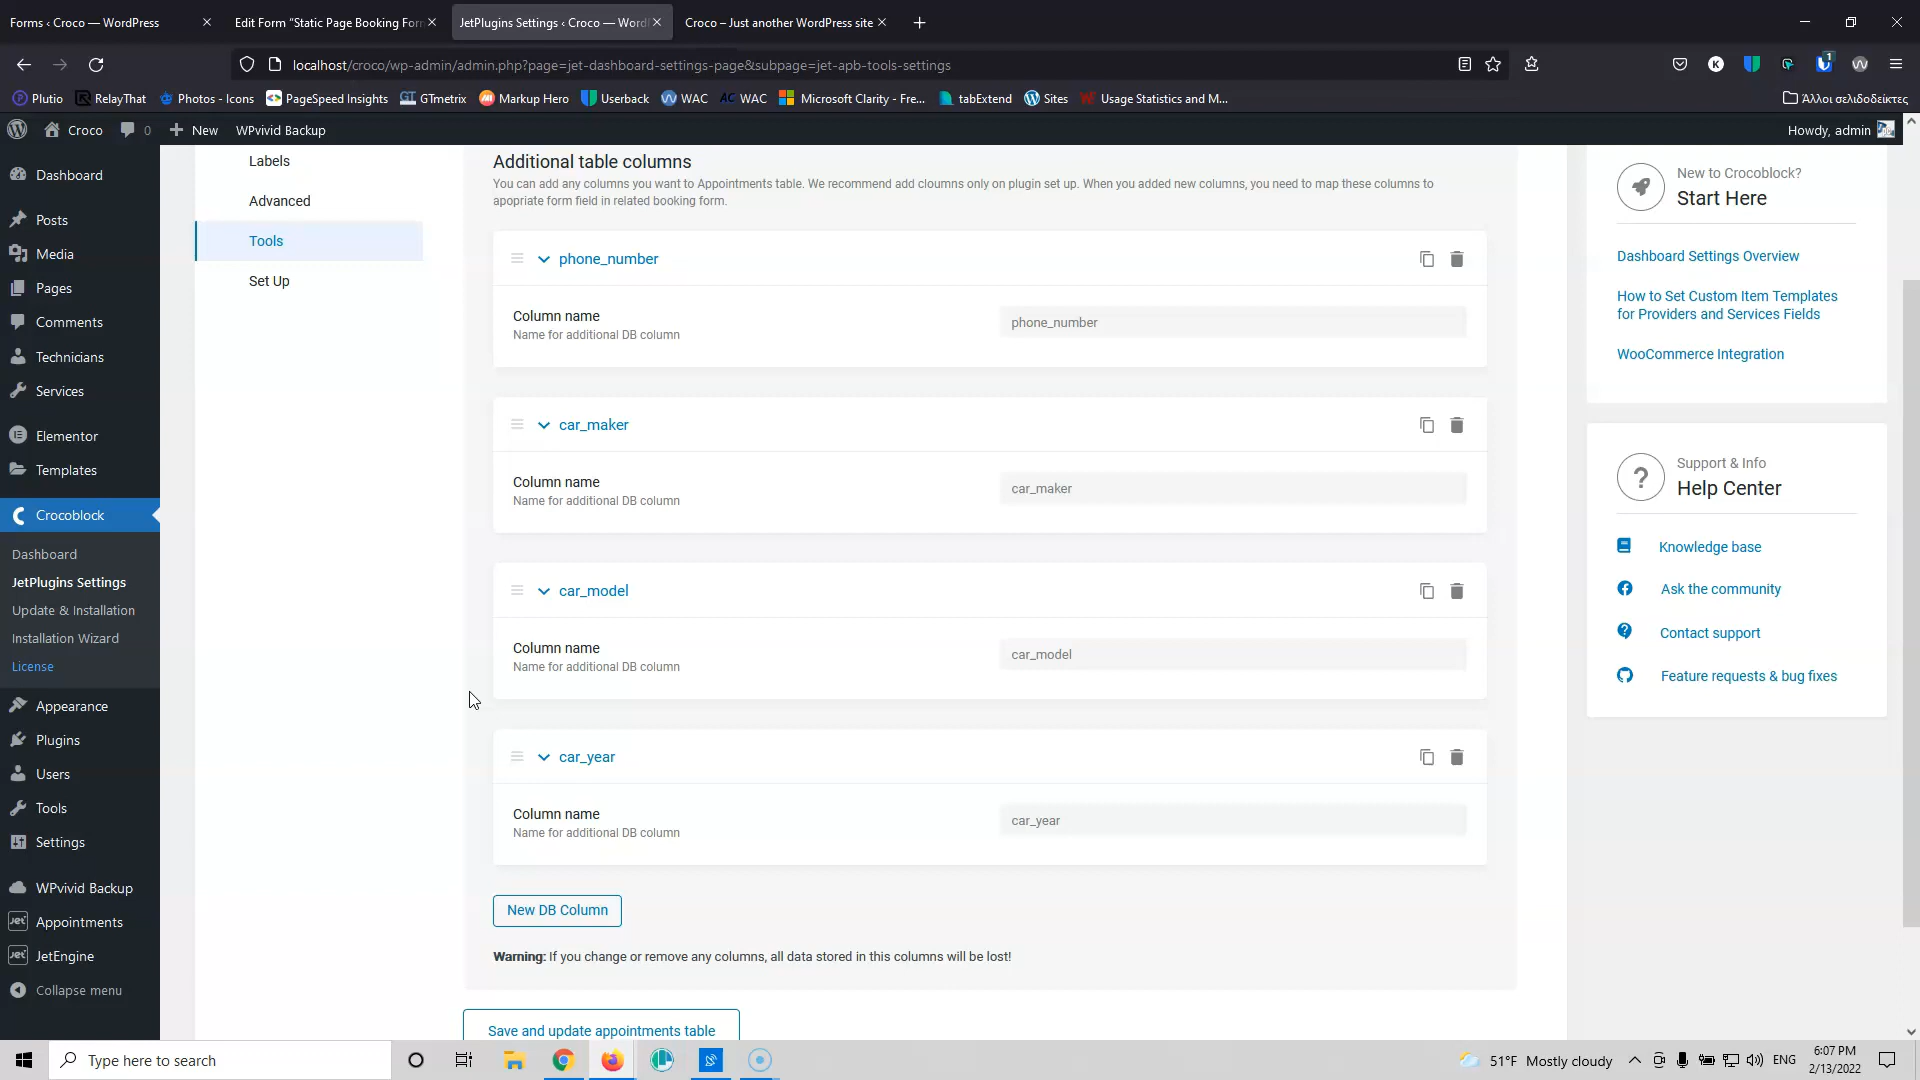 Forms ‹ Croco — WordPress
Edit Form "Static Page Booking For
JetPlugins Settings ‹ Croco — Word
Croco – Just another WordPress site
localhost/croco/wp-admin/admin.php?page=jet-dashboard-settings-page&subpage=jet-apb-tools-settings
1
Plutio
RelayThat
Photos - Icons
PageSpeed Insights
GTmetrix
Markup Hero
Userback
WAC
WAC
Microsoft Clarity - Fre...
tabExtend
Sites
Usage Statistics and M...
Άλλοι σελιδοδείκτες
Croco
0
New
WPvivid Backup
Howdy, admin
Dashboard
Posts
Media
Pages
Comments
Technicians
Services
Elementor
Templates
Crocoblock
Dashboard
JetPlugins Settings
Update & Installation
Installation Wizard
License
Appearance
Plugins
Users
Tools
Settings
WPvivid Backup
Appointments
JetEngine
Collapse menu
Labels
Advanced
Tools
Set Up
Additional table columns
You can add any columns you want to Appointments table. We recommend add cloumns only on plugin set up. When you added new columns, you need to map these columns to
apopriate form field in related booking form.
phone_number
Column name
Name for additional DB column
phone_number
car_maker
Column name
Name for additional DB column
car_maker
car_model
Column name
Name for additional DB column
car_model
car_year
Column name
Name for additional DB column
car_year
New DB Column
Warning: If you change or remove any columns, all data stored in this columns will be lost!
Save and update appointments table
New to Crocoblock?
Start Here
Dashboard Settings Overview
How to Set Custom Item Templates
for Providers and Services Fields
WooCommerce Integration
Support & Info
Help Center
Knowledge base
Ask the community
Contact support
Feature requests & bug fixes
Type here to search
51°F Mostly cloudy
ENG
6:07 PM
2/13/2022